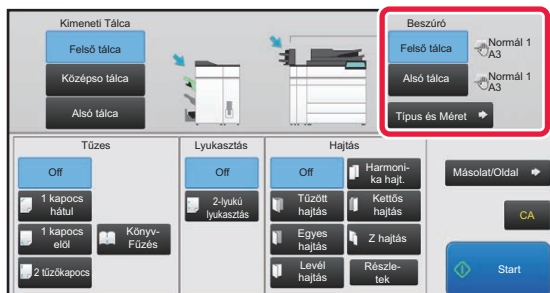 Kimeneti Tálca
Felső tálca
Középso tálca
Alsó tálca
Beszúró
Felső tálca
Normál 1
A3
Alsó tálca
Normál 1
A3
Típus és Méret
Tűzes
Off
1 kapocs
hátul
1 kapocs
elöl
2 tűzőkapocs
Könyv-
Fűzés
Lyukasztás
Off
2-lyukú
lyukasztás
Hajtás
Off
Harmoni-
ka hajt.
Tűzött
hajtás
Kettős
hajtás
Egyes
hajtás
Z hajtás
Levél
hajtás
Részle-
tek
Másolat/Oldal
CA
Start